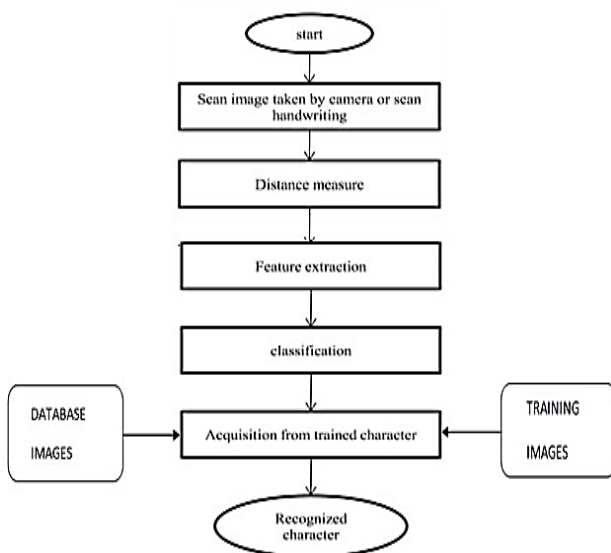 start
Scan image taken by camera or scan
handwriting
Distance measure
Feature extraction
classification
DATABASE
IMAGES
Acquisition from trained character
TRAINING
IMAGES
Recognized
character